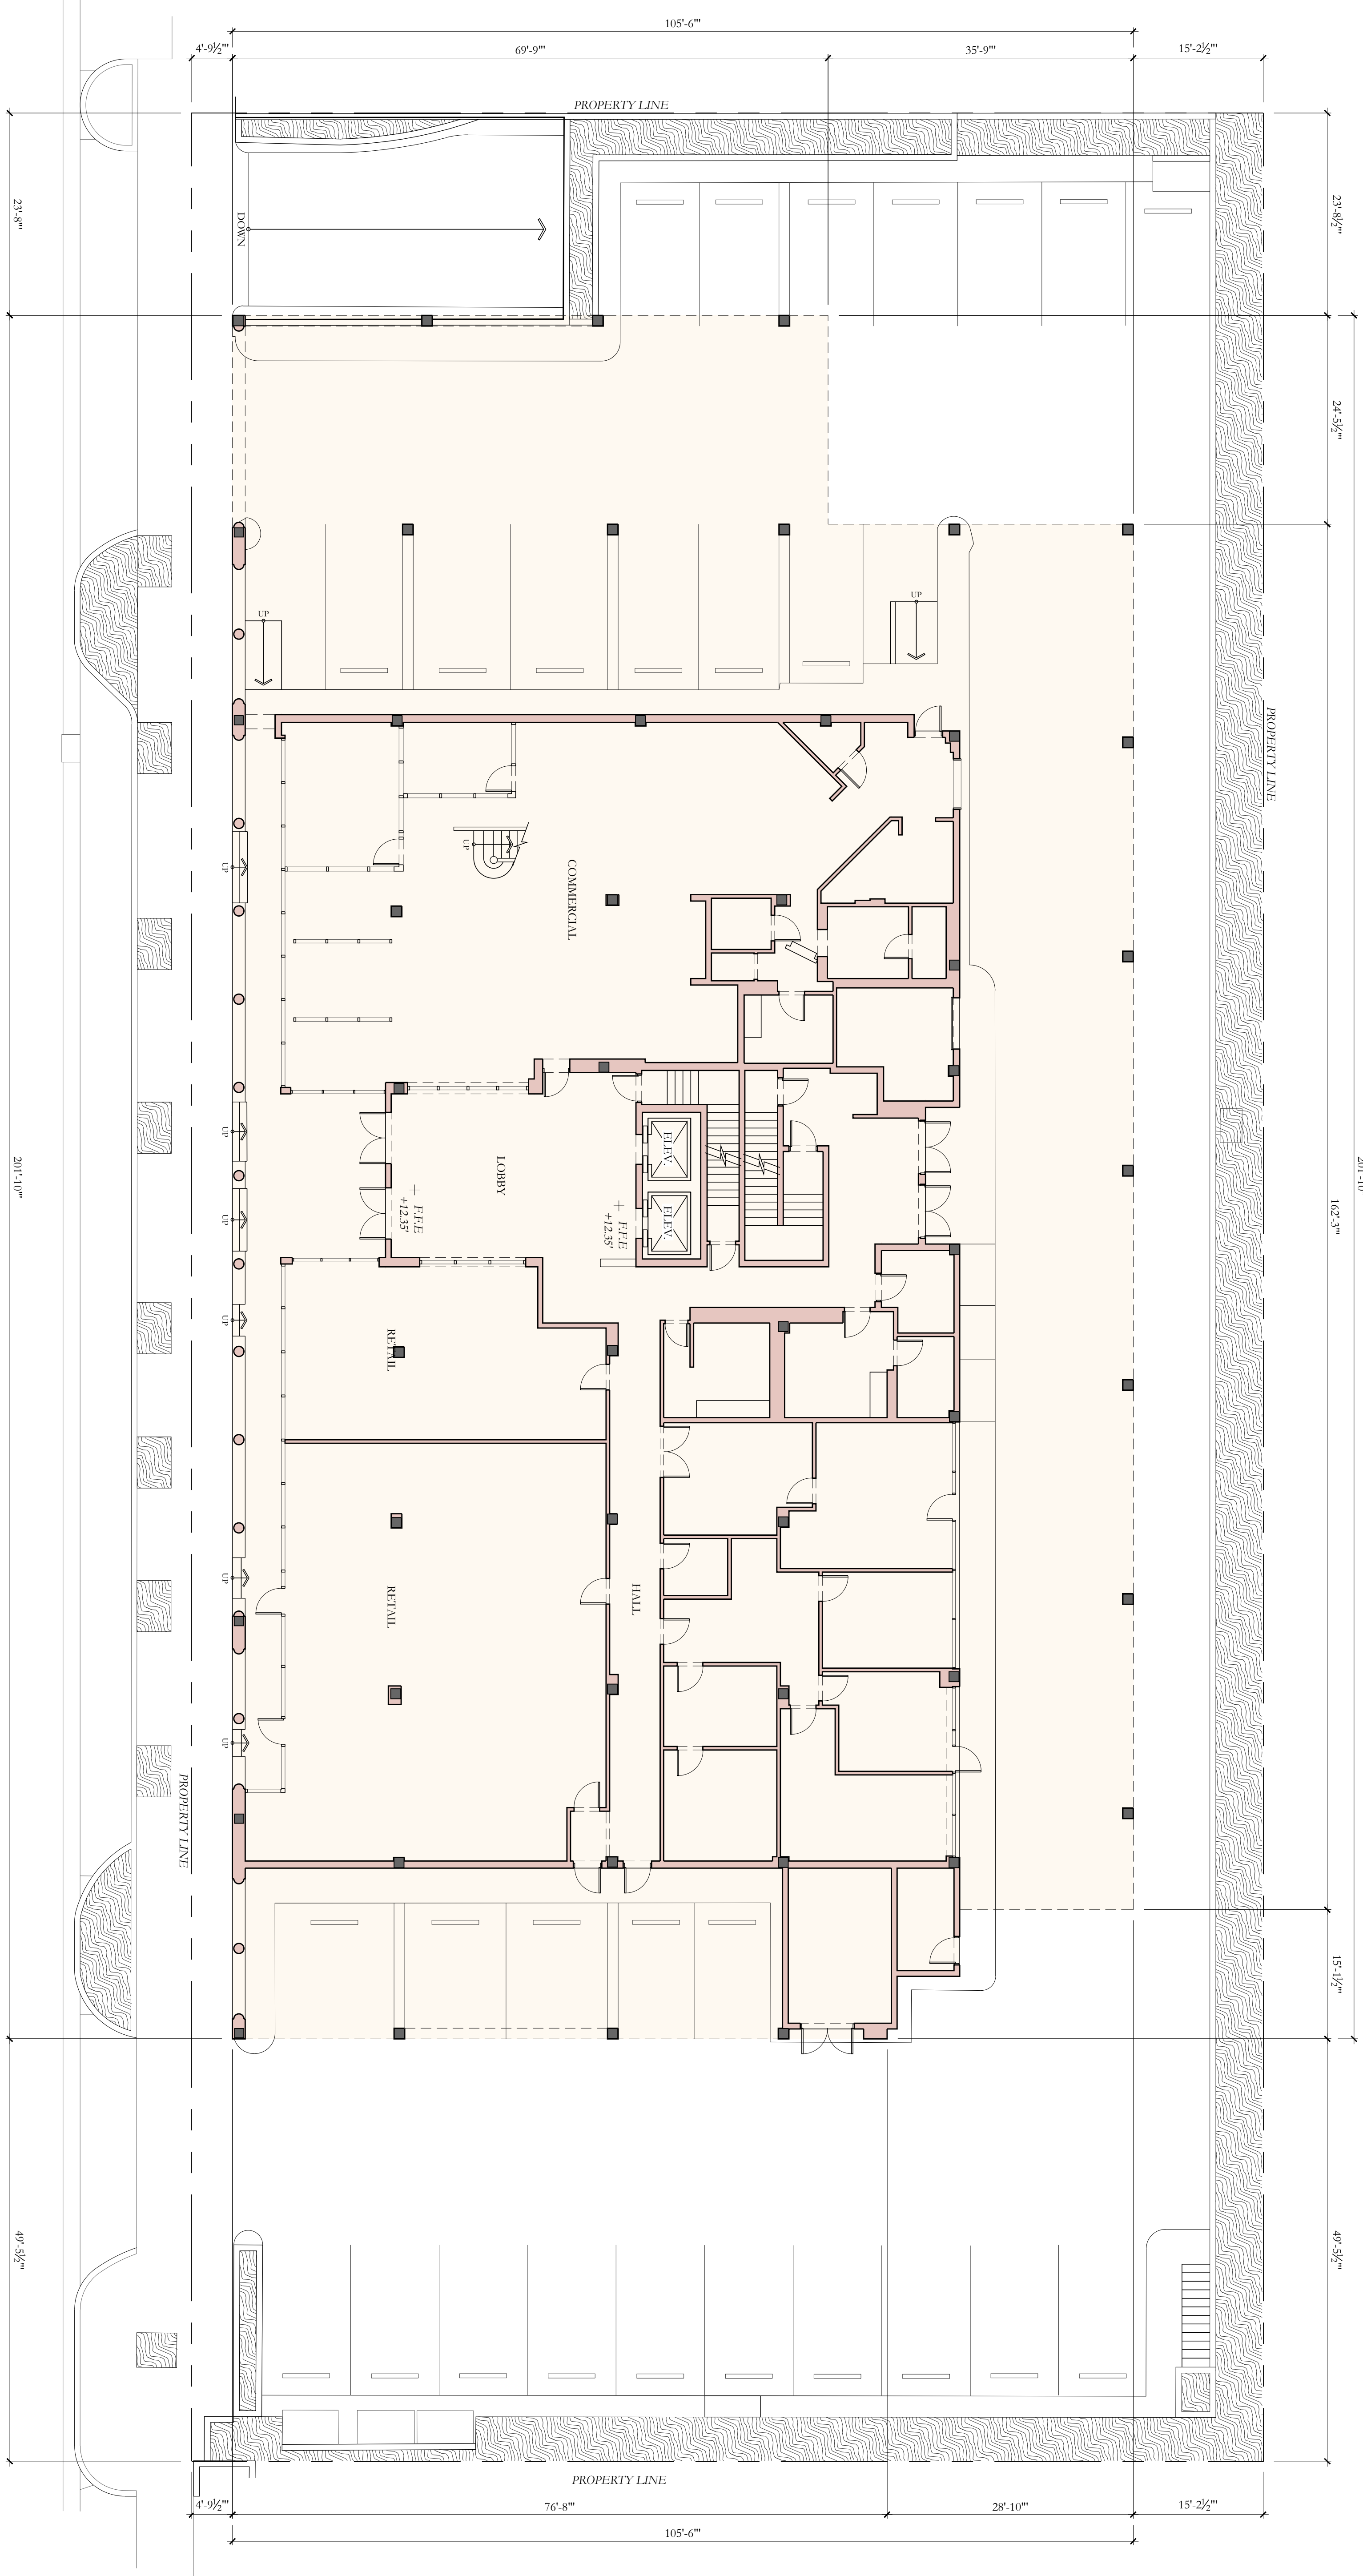 105'-6"'
4'-9½"'
69'-9"'
35'-9"'
15'-2½"'
PROPERTY LINE
23'-8"'
23'-8½"'
DOWN
24'-5½"'
UP
UP
PROPERTY LINE
COMMERCIAL
UP
UP
UP
ELEV.
LOBBY
201'-10"'
201'-10
162'-3"'
F.F.E
+12.35'
F.F.E
+12.35'
ELEV.
UP
UP
RETAIL
RETAIL
HALL
UP
UP
PROPERTY LINE
15'-1½"'
49'-5½"'
49'-5½"'
PROPERTY LINE
4'-9½"'
76'-8"'
28'-10"'
15'-2½"'
105'-6"'